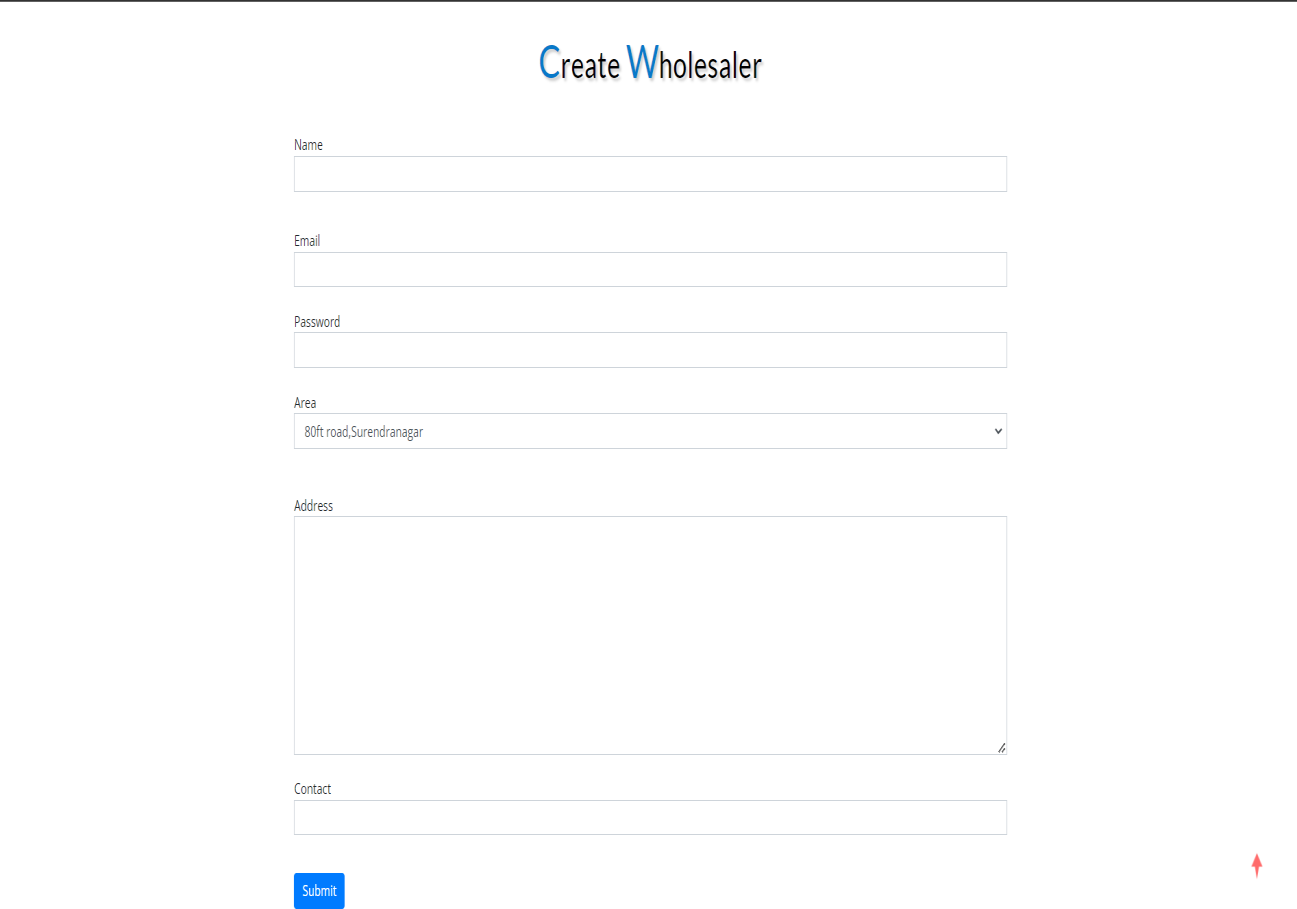 Create Wholesaler
Name
Email
Password
Area
80ft road,Surendranagar
Address
Contact
Submit